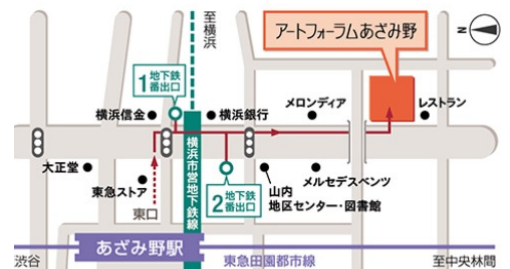 至横浜
アートフォーラムあざみ野
N
1 地下鉄
番出口
横浜信金
横浜銀行
メロンディア
レストラン
大正堂
東急ストア
東口
横浜市営地下鉄線
2 地下鉄
番出口
山内
地区センター・図書館
メルセデスベンツ
あざみ野駅
渋谷
東急田園都市線
至中央林間